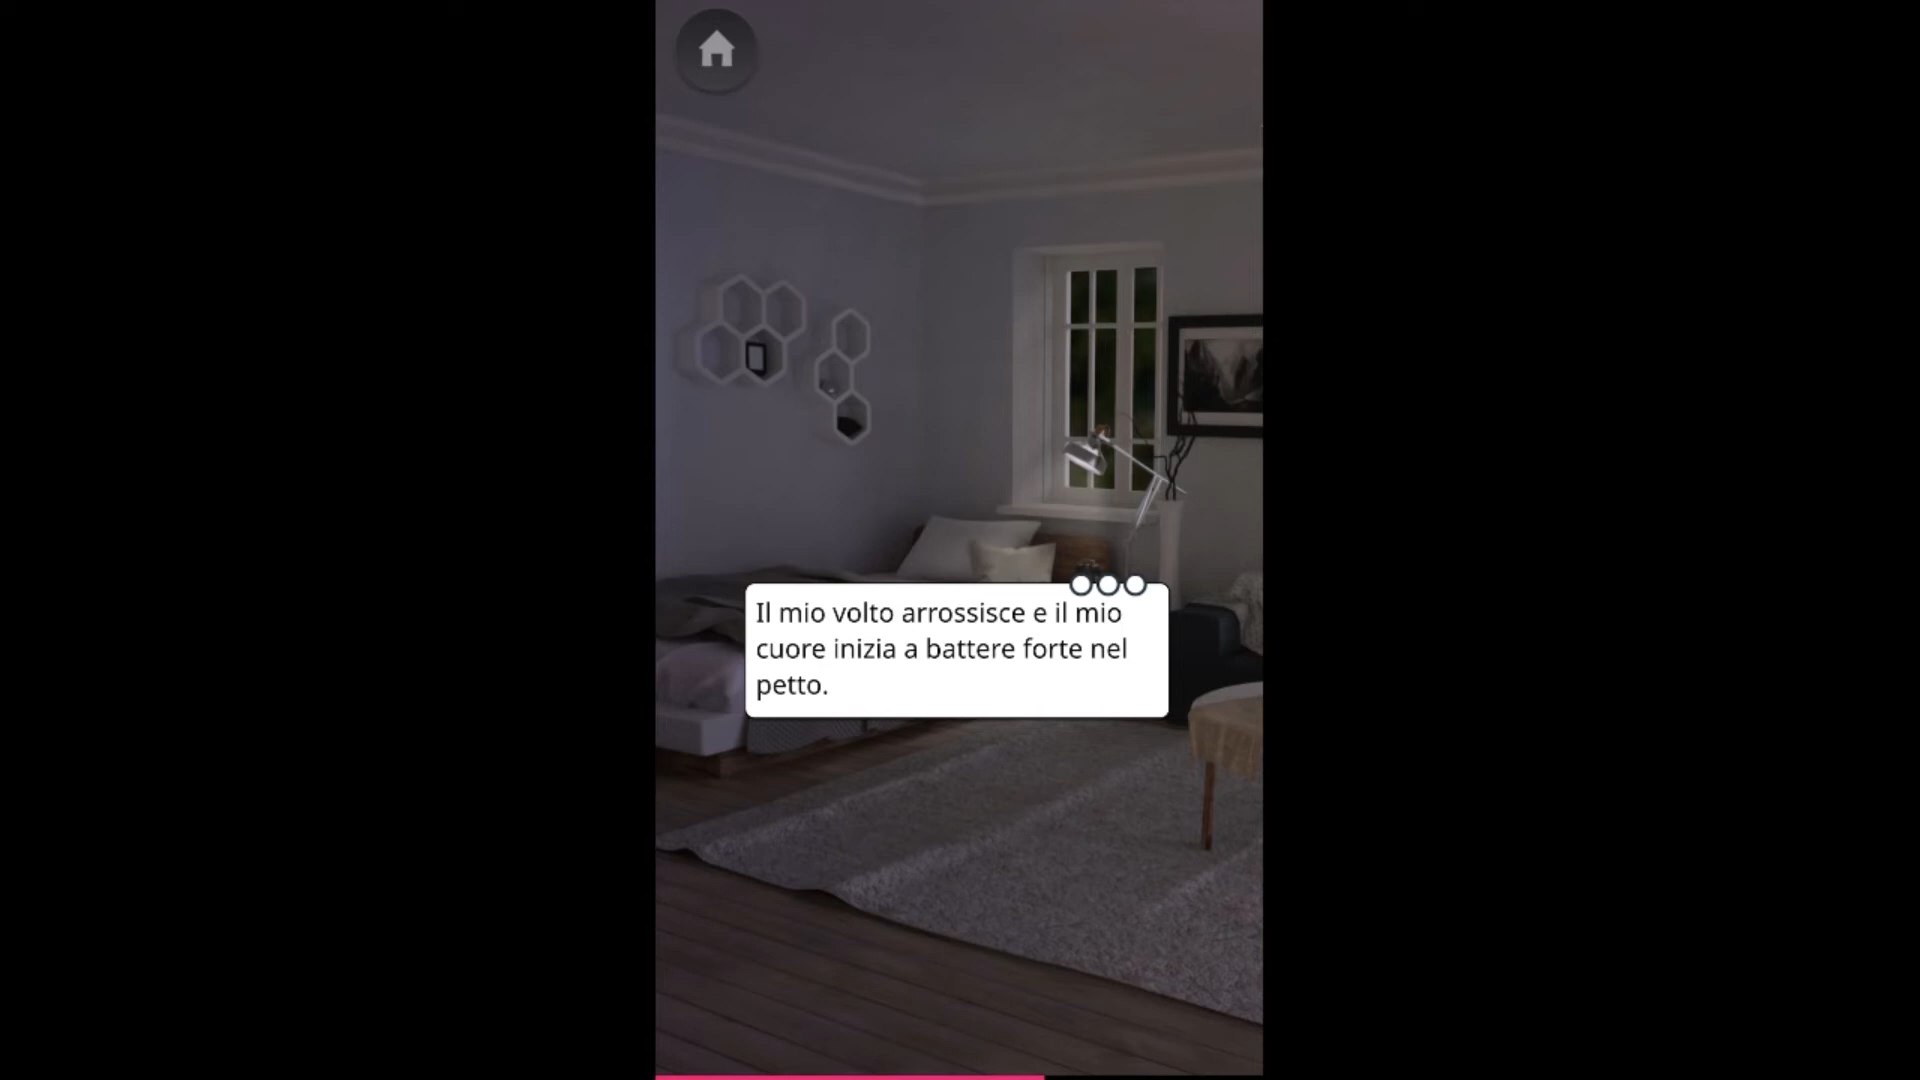 Il mio volto arrossisce e il mio
cuore inizia a battere forte nel
petto.